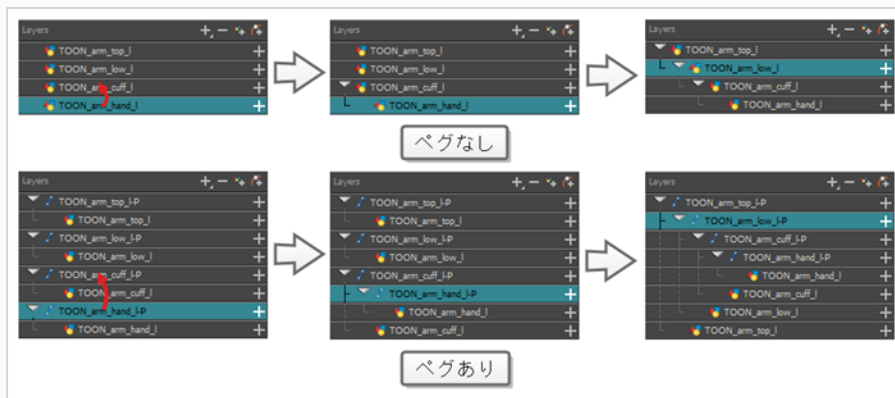 Layers
TOON_arm_top_l
TOON_arm_low_l
TOON_arm_cuff_l
TOON_arm_hand_l
Layers
TOON_arm_top_l
TOON_arm_low_l
TOON_arm_cuff_l
TOON_arm_hand_l
Layers
TOON_arm_top_l
TOON_arm_low_l
TOON_arm_cuff_l
TOON_arm_hand_l
ペグなし
Layers
TOON_arm_top_l-P
TOON_arm_top_l
TOON_arm_low_l-P
TOON_arm_low_l
TOON_arm_cuff_l-P
TOON_arm_cuff_l
TOON_arm_hand_l-P
TOON_arm_hand_l
Layers
TOON_arm_top_l-P
TOON_arm_top_l
TOON_arm_low_l-P
TOON_arm_low_l
TOON_arm_cuff_l-P
TOON_arm_hand_l-P
TOON_arm_hand_l
TOON_arm_cuff_l
Layers
TOON_arm_top_l-P
TOON_arm_low_l-P
TOON_arm_cuff_l-P
TOON_arm_hand_l-P
TOON_arm_hand_l
TOON_arm_cuff_l
TOON_arm_low_l
TOON_arm_top_l
ペグあり